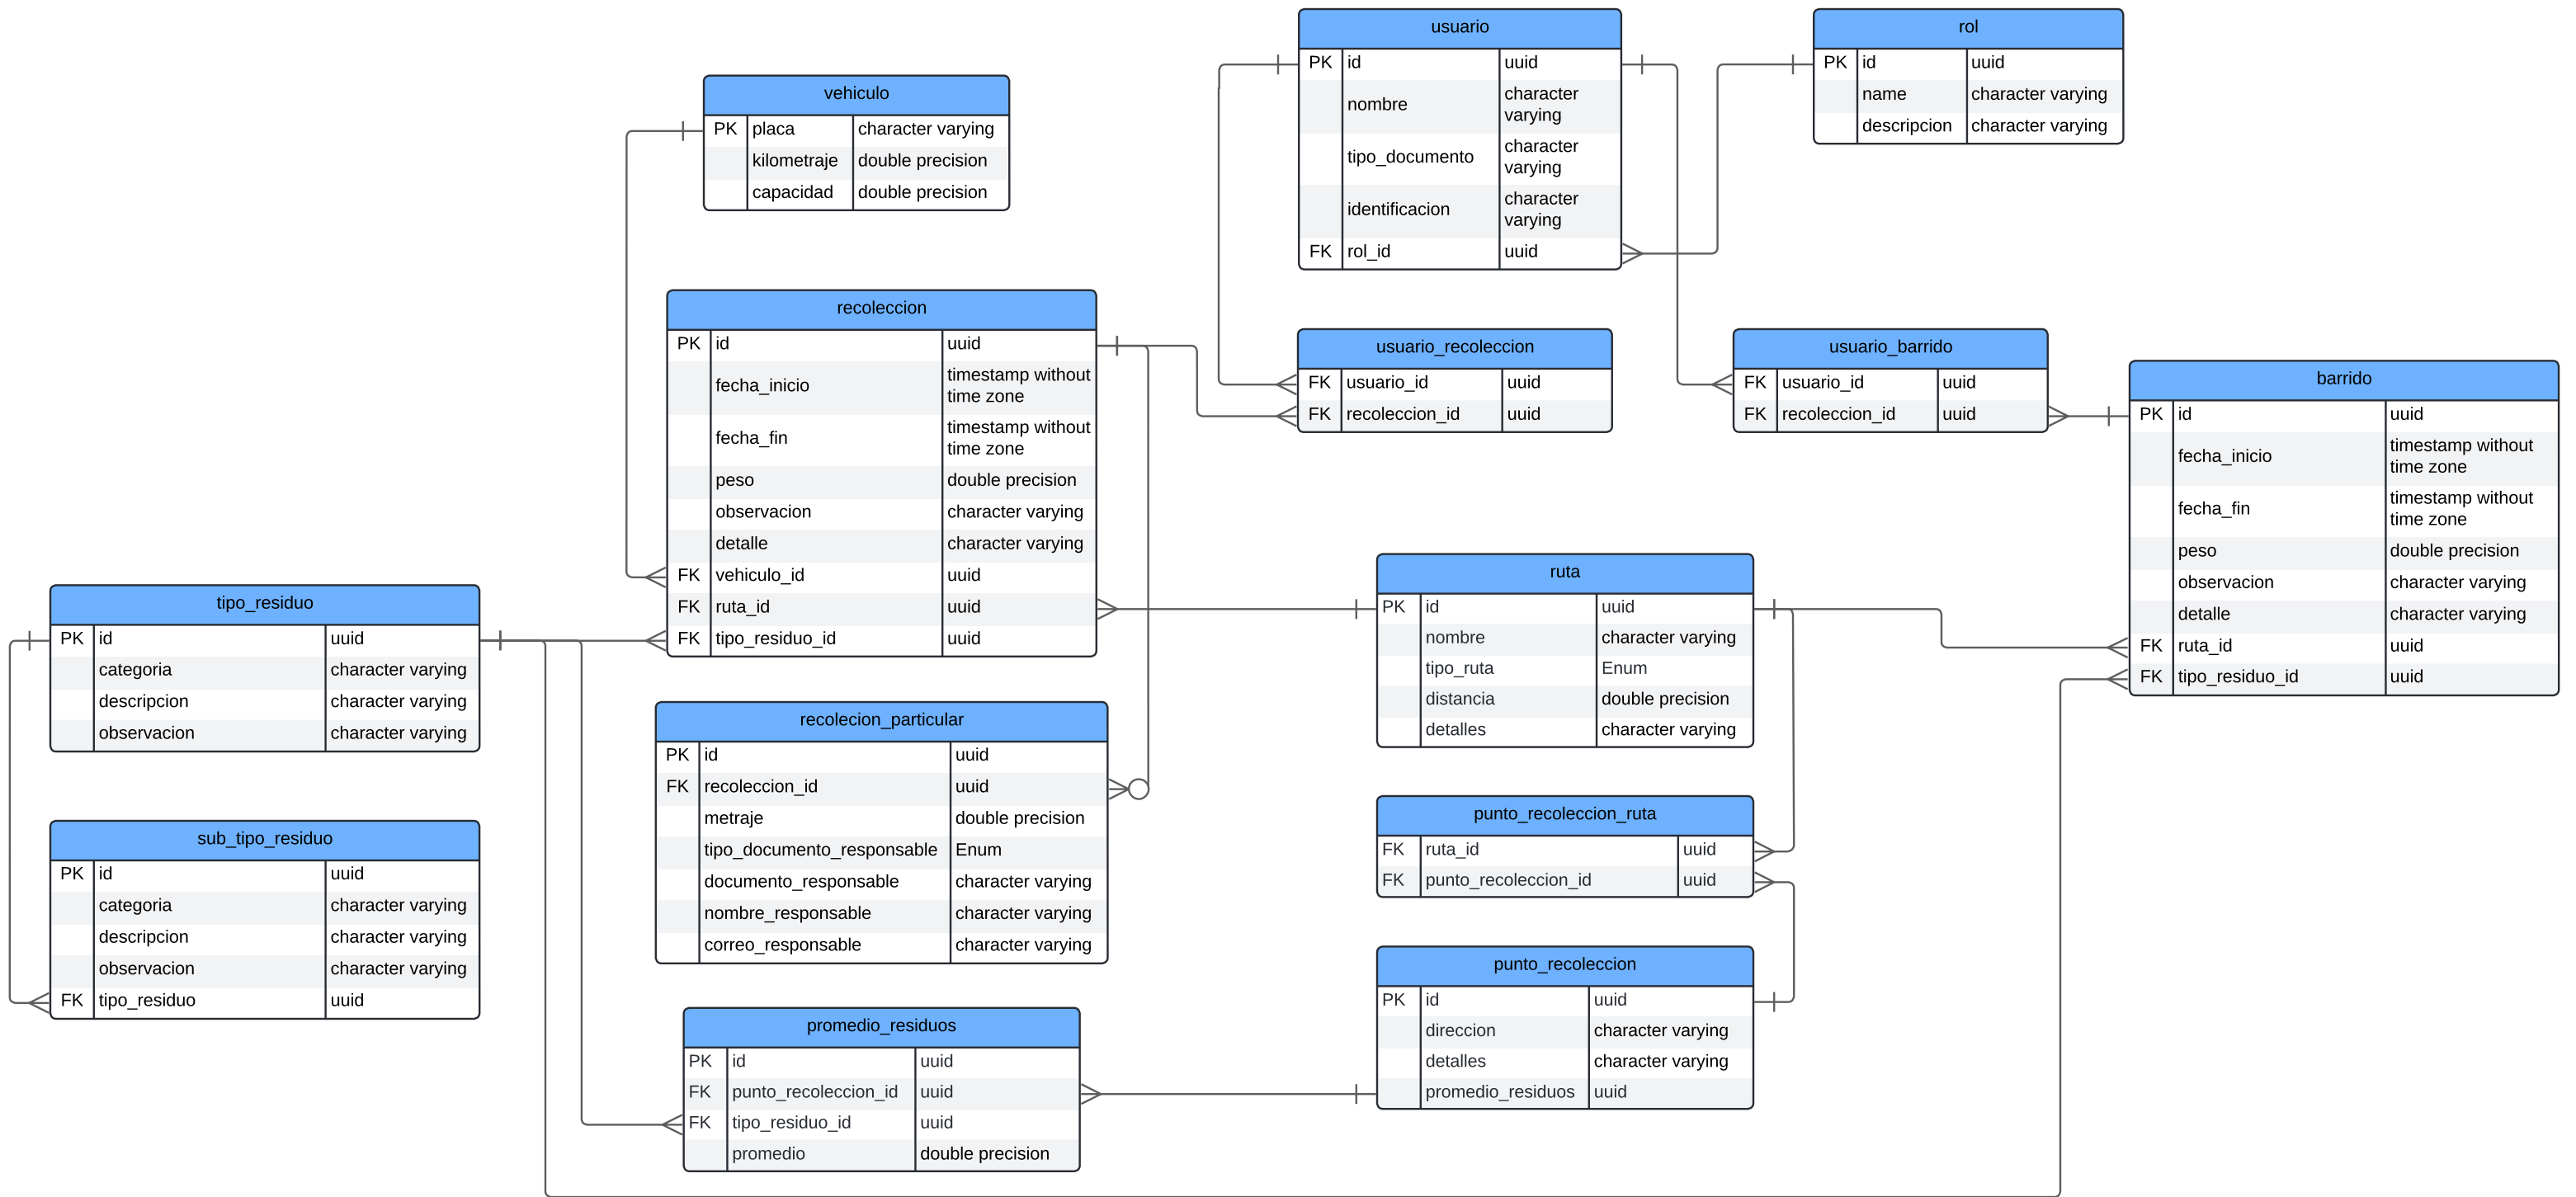 usuario
PK id uuid
nombre character
varying
tipo_documento character
varying
identificacion character
varying
FK rol_id uuid
rol
PK id uuid
name character varying
descripcion character varying
vehiculo
PK placa character varying
kilometraje double precision
capacidad double precision
recoleccion
PK id uuid
fecha_inicio timestamp without
time zone
fecha_fin timestamp without
time zone
peso double precision
observacion character varying
detalle character varying
FK vehiculo_id uuid
FK ruta_id uuid
FK tipo_residuo_id uuid
usuario_recoleccion
FK usuario_id uuid
FK recoleccion_id uuid
usuario_barrido
FK usuario_id uuid
FK recoleccion_id uuid
barrido
PK id uuid
fecha_inicio timestamp without
time zone
fecha_fin timestamp without
time zone
peso double precision
observacion character varying
detalle character varying
FK ruta_id uuid
FK tipo_residuo_id uuid
tipo_residuo
PK id uuid
categoria character varying
descripcion character varying
observacion character varying
ruta
PK id uuid
nombre character varying
tipo_ruta Enum
distancia double precision
detalles character varying
recolecion_particular
PK id uuid
FK recoleccion_id uuid
metraje double precision
tipo_documento_responsable Enum
documento_responsable character varying
nombre_responsable character varying
correo_responsable character varying
sub_tipo_residuo
PK id uuid
categoria character varying
descripcion character varying
observacion character varying
FK tipo_residuo uuid
punto_recoleccion_ruta
FK ruta_id uuid
FK punto_recoleccion_id uuid
punto_recoleccion
PK id uuid
direccion character varying
detalles character varying
promedio_residuos uuid
promedio_residuos
PK id uuid
FK punto_recoleccion_id uuid
FK tipo_residuo_id uuid
promedio double precision